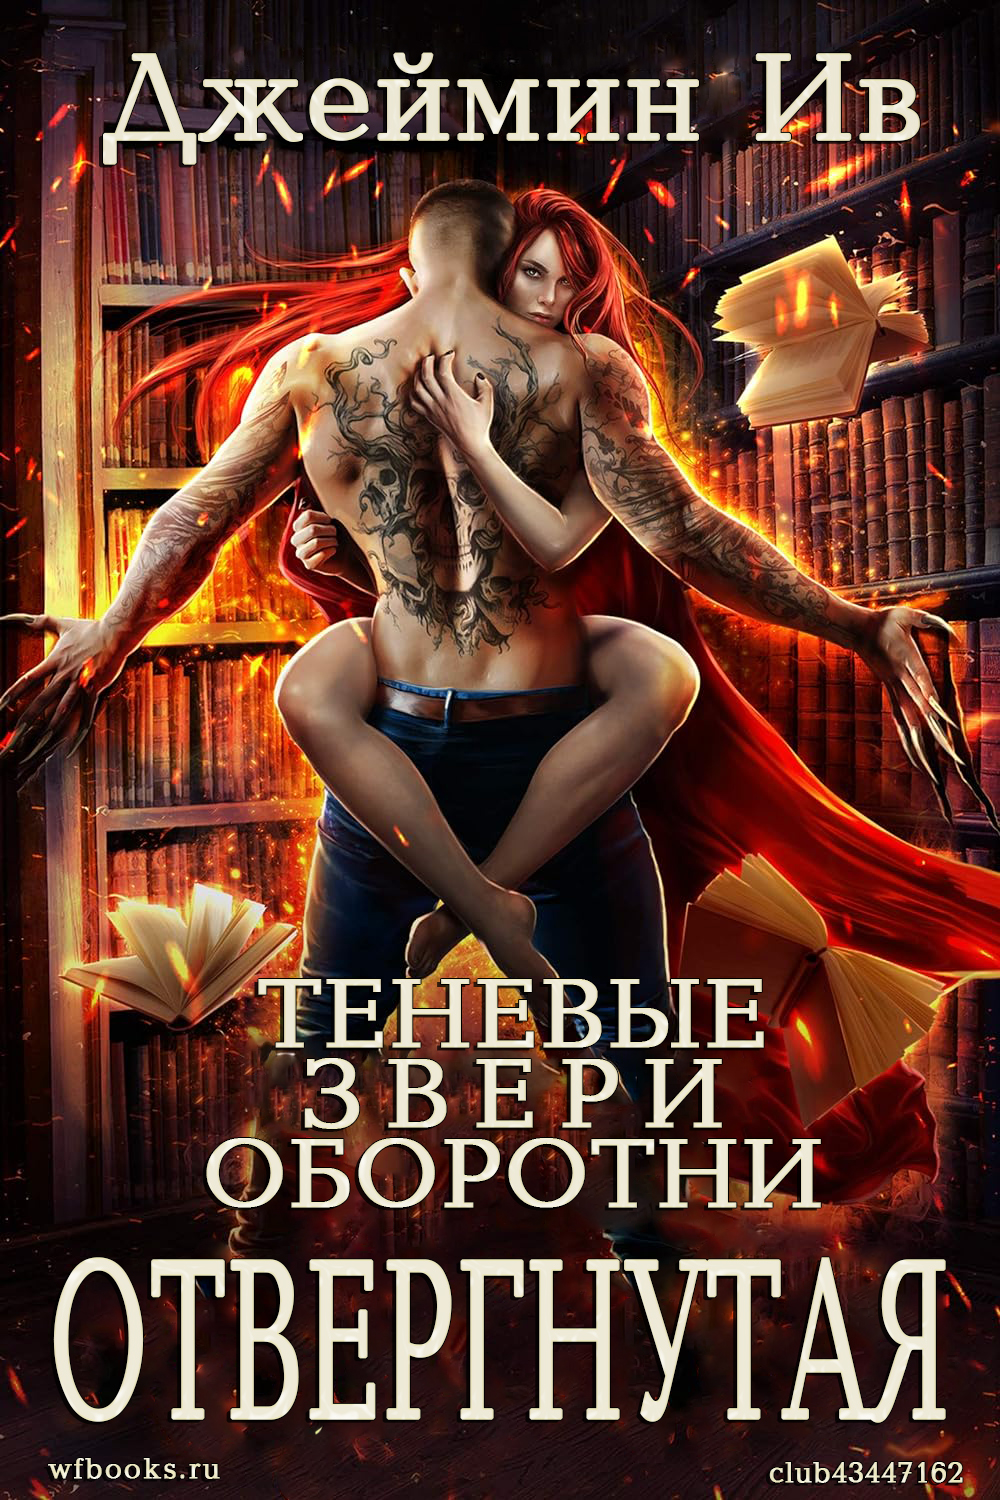 Джеймин Ив
ТЕНЕВЫЕ
ЗВЕРИ
ОБОРОТНИ
ОТВЕРГНУТАЯ
wfbooks.ru
club43447162